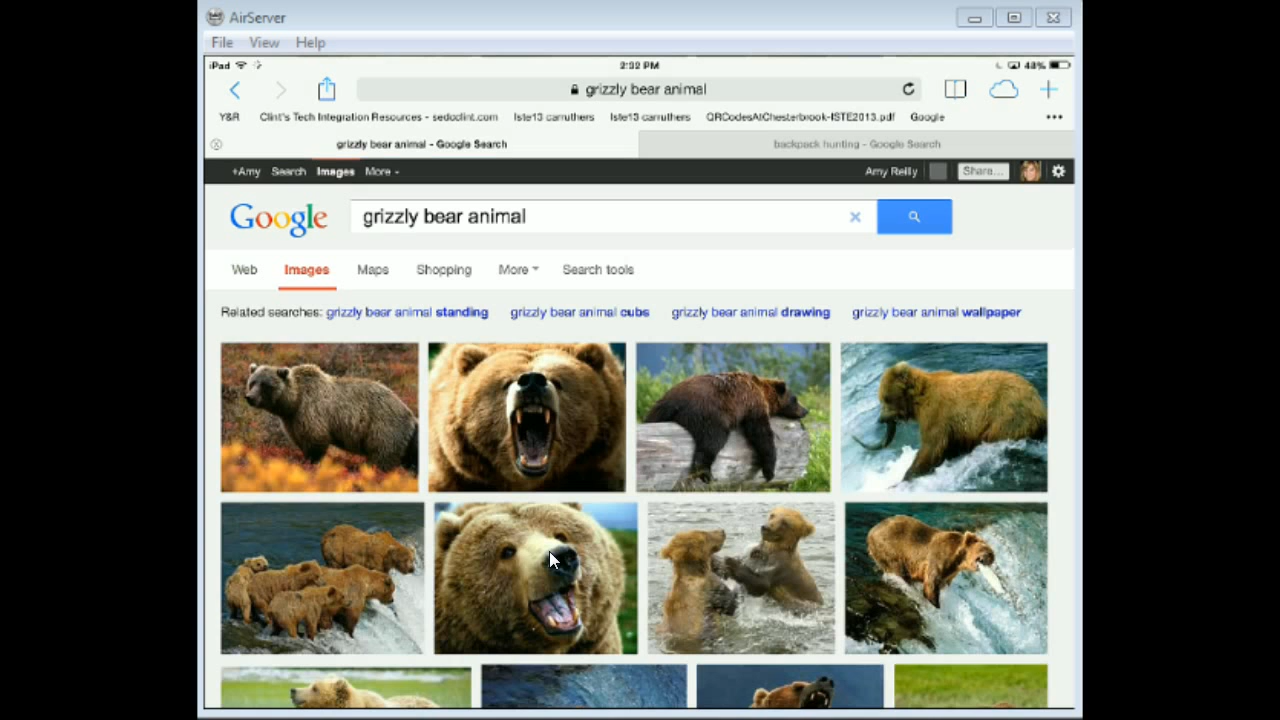 AirServer
File View Help
iPad 2:32 PM 48%
grizzly bear animal
Y&R Clint's Tech Integration Resources - sedcclint.com Iste13 carruthers Iste13 carruthers QRCodesAtChesterbrook-ISTE2013.pdf Google •••
grizzly bear animal - Google Search backpack hunting - Google Search
+Amy Search Images More Amy Reilly Share...
Google grizzly bear animal
Web Images Maps Shopping More Search tools
Related searches: grizzly bear animal standing grizzly bear animal cubs grizzly bear animal drawing grizzly bear animal wallpaper